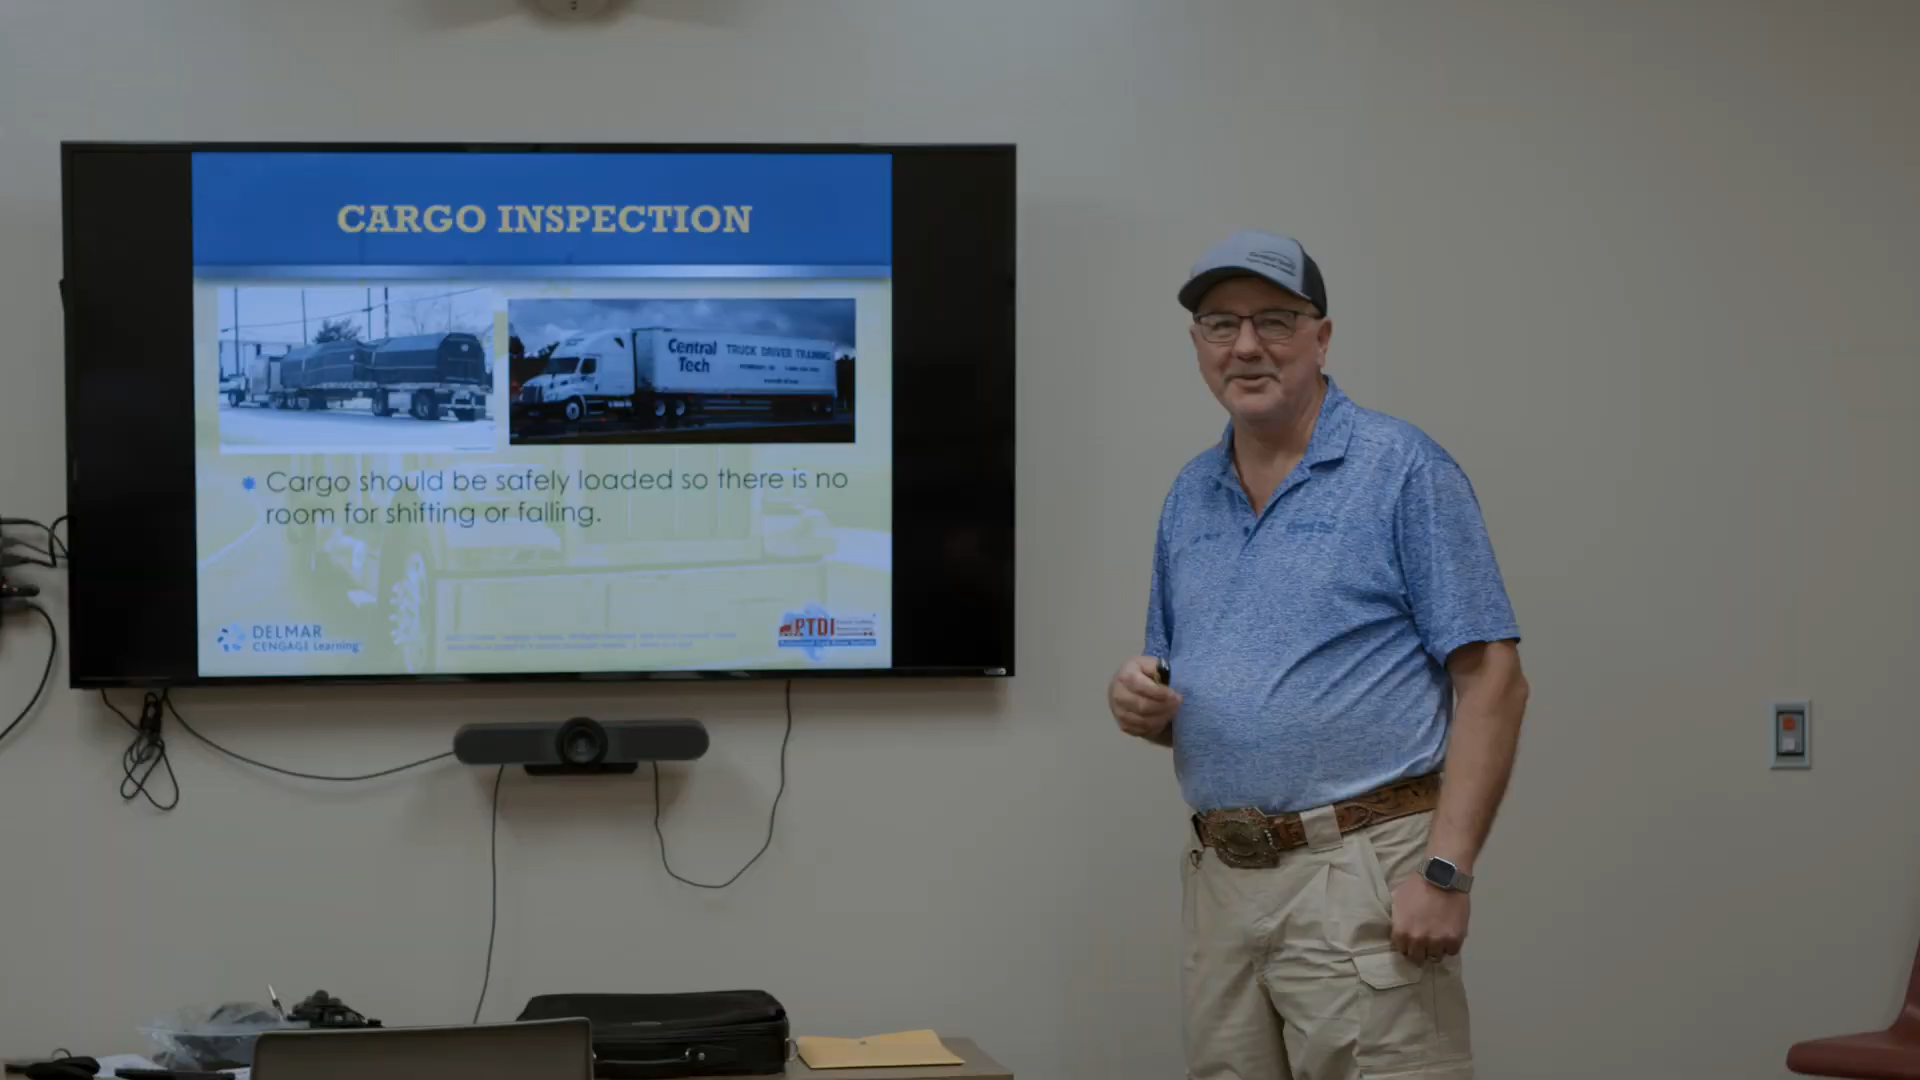 CARGO INSPECTION
Central
Tech
TRUCK DRIVER TRAINING
Cargo should be safely loaded so there is no
room for shifting or falling.
DELMAR
CENGAGE Learning
PTDI